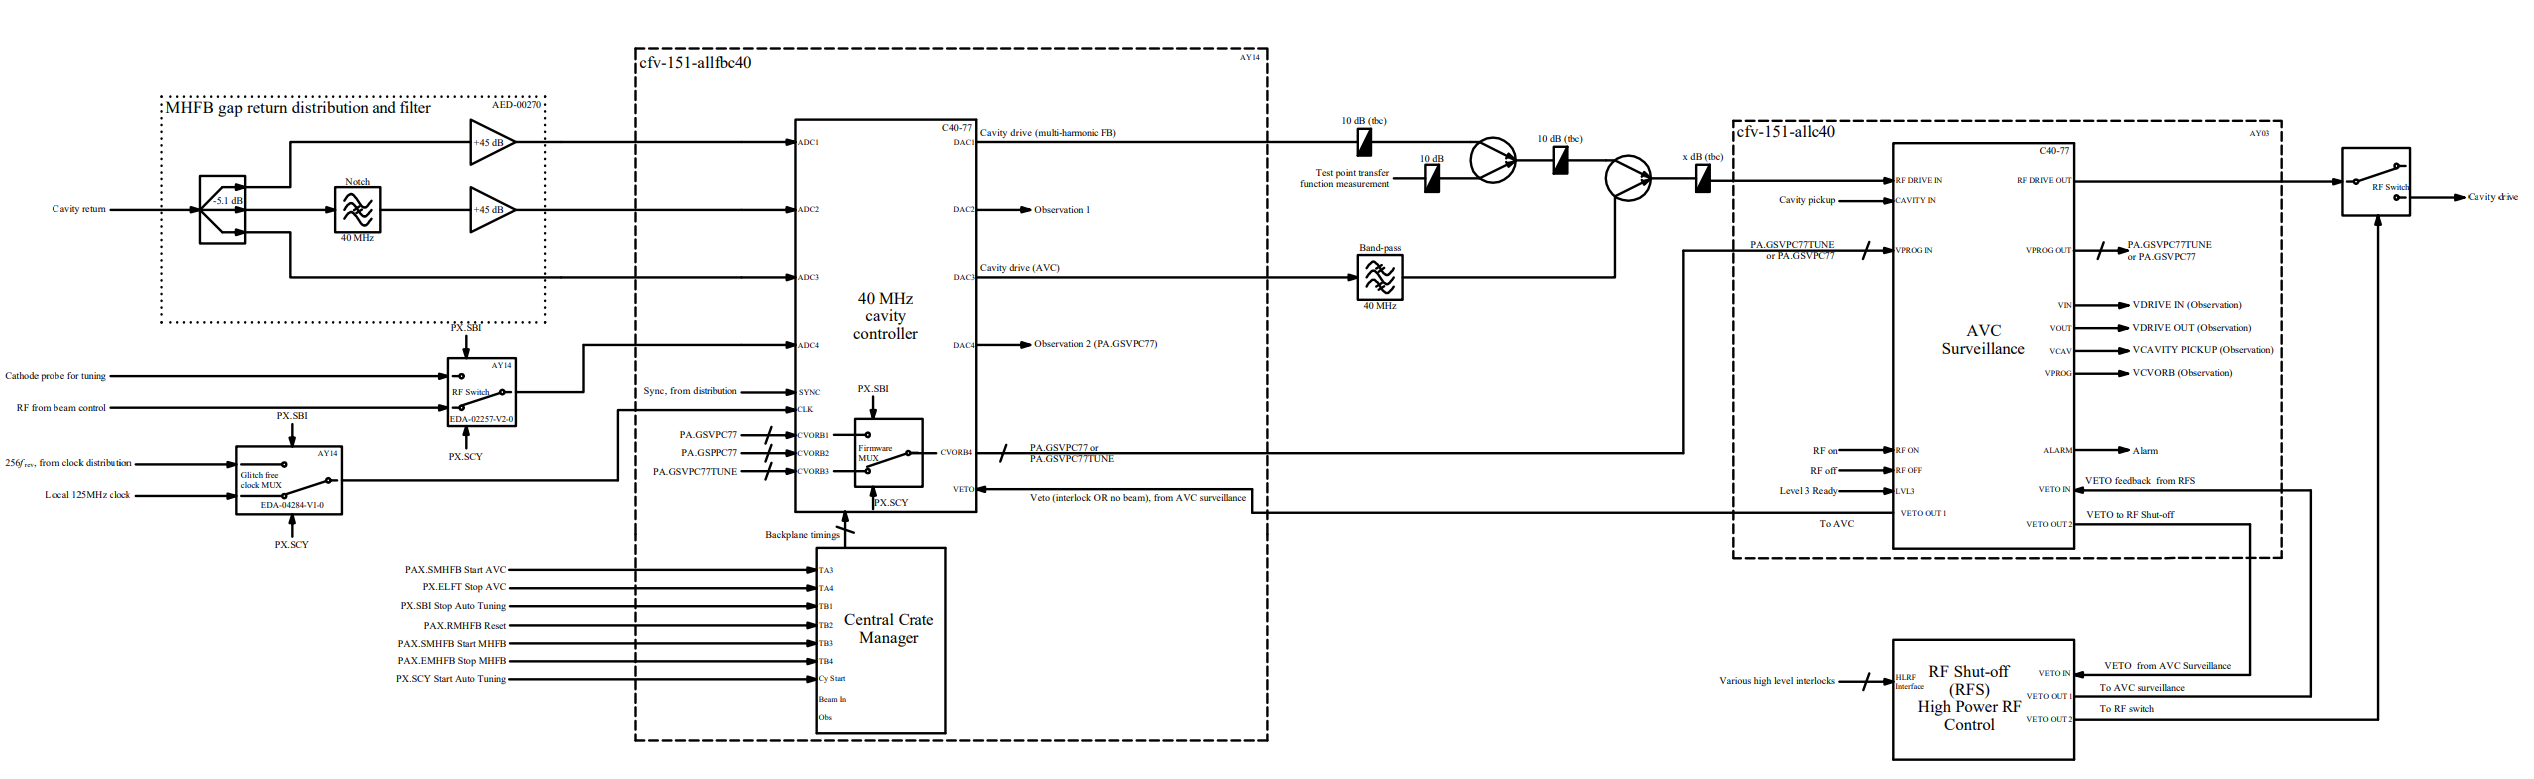 MHFB gap return distribution and filter
AED-00270
Cavity return
-5.1 dB
Notch
40 MHz
+45 dB
+45 dB
PX.SBI
Cathode probe for tuning
RF from beam control
AY14
RF Switch
EDA-02257-V2-0
PX.SCY
PX.SBI
256frev, from clock distribution
Local 125MHz clock
AY14
Glitch free
clock MUX
EDA-04284-V1-0
PX.SCY
cfv-151-allfbc40
AY14
C40-77
ADC1
ADC2
ADC3
ADC4
SYNC
CLK
CVORB1
CVORB2
CVORB3
DAC1
DAC2
DAC3
DAC4
CVORB4
VETO
40 MHz
cavity
controller
Sync, from distribution
PA.GSVPC77
PA.GSPPC77
PA.GSVPC77TUNE
PX.SBI
Firmware
MUX
PX.SCY
Backplane timings
PAX.SMHFB Start AVC
PX.ELFT Stop AVC
PX.SBI Stop Auto Tuning
PAX.RMHFB Reset
PAX.SMHFB Start MHFB
PAX.EMHFB Stop MHFB
PX.SCY Start Auto Tuning
TA3
TA4
TB1
TB2
TB3
TB4
Cy Start
Beam In
Obs
Central Crate
Manager
Cavity drive (multi-harmonic FB)
Observation 1
Cavity drive (AVC)
Observation 2 (PA.GSVPC77)
PA.GSVPC77 or
PA.GSVPC77TUNE
Veto (interlock OR no beam), from AVC surveillance
10 dB (tbc)
10 dB
Test point transfer
function measurement
10 dB (tbc)
x dB (tbc)
Band-pass
40 MHz
cfv-151-allc40
AY03
C40-77
RF DRIVE IN
CAVITY IN
VPROG IN
RF ON
RF OFF
LVL3
VETO OUT 1
RF DRIVE OUT
VPROG OUT
VIN
VOUT
VCAV
VPROG
ALARM
VETO IN
VETO OUT 2
AVC
Surveillance
Cavity pickup
PA.GSVPC77TUNE
or PA.GSVPC77
RF on
RF off
Level 3 Ready
To AVC
PA.GSVPC77TUNE
or PA.GSVPC77
VDRIVE IN (Observation)
VDRIVE OUT (Observation)
VCAVITY PICKUP (Observation)
VCVORB (Observation)
Alarm
VETO feedback from RFS
VETO to RF Shut-off
RF Switch
Cavity drive
Various high level interlocks
HLRF
Interface
RF Shut-off
(RFS)
High Power RF
Control
VETO IN
VETO OUT 1
VETO OUT 2
VETO from AVC Surveillance
To AVC surveillance
To RF switch